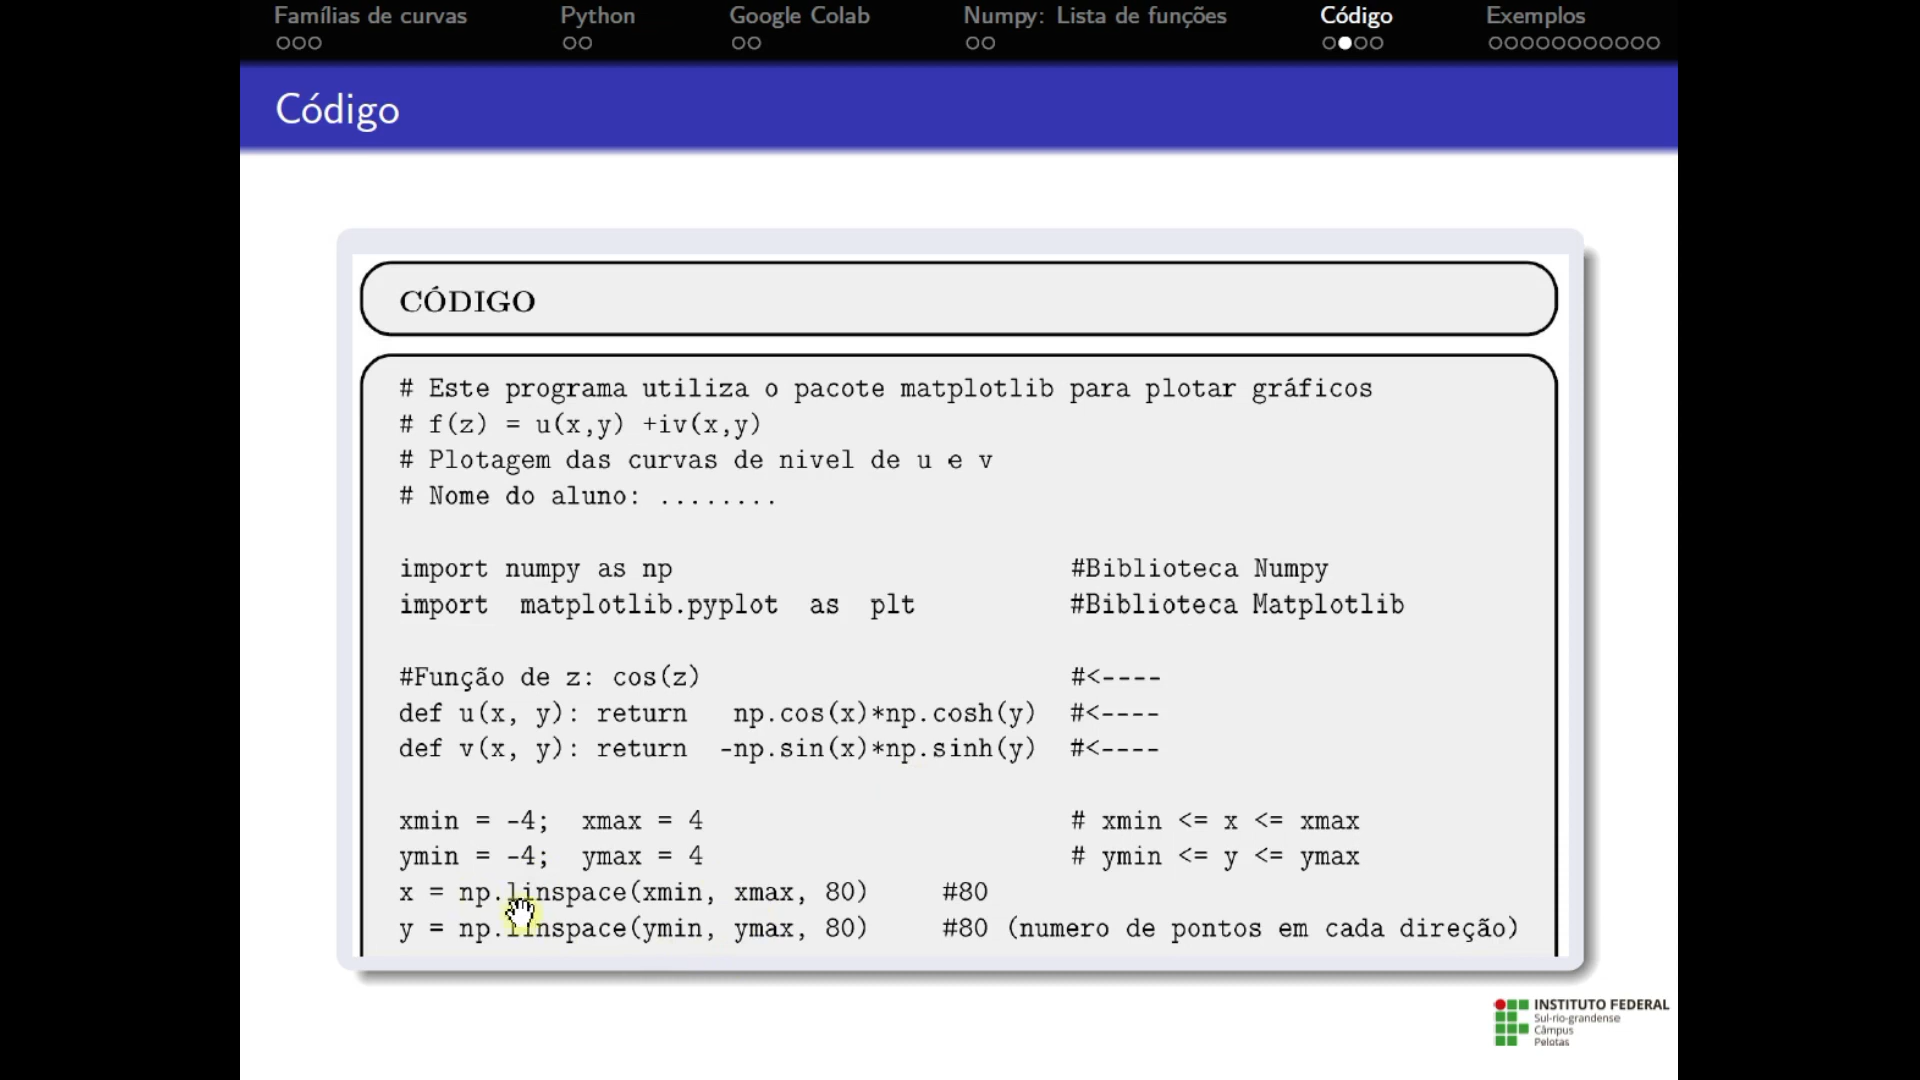 Famílias de curvas Python Google Colab Numpy: Lista de funções Código Exemplos
Código
CÓDIGO
# Este programa utiliza o pacote matplotlib para plotar gráficos
# f(z) = u(x,y) +iv(x,y)
# Plotagem das curvas de nivel de u e v
# Nome do aluno: ........
import numpy as np #Biblioteca Numpy
import matplotlib.pyplot as plt #Biblioteca Matplotlib
#Função de z: cos(z) #<----
def u(x, y): return np.cos(x)*np.cosh(y) #<----
def v(x, y): return -np.sin(x)*np.sinh(y) #<----
xmin = -4; xmax = 4 # xmin <= x <= xmax
ymin = -4; ymax = 4 # ymin <= y <= ymax
x = np.linspace(xmin, xmax, 80) #80
y = np.linspace(ymin, ymax, 80) #80 (numero de pontos em cada direção)
INSTITUTO FEDERAL
Sul-rio-grandense
Câmpus
Pelotas